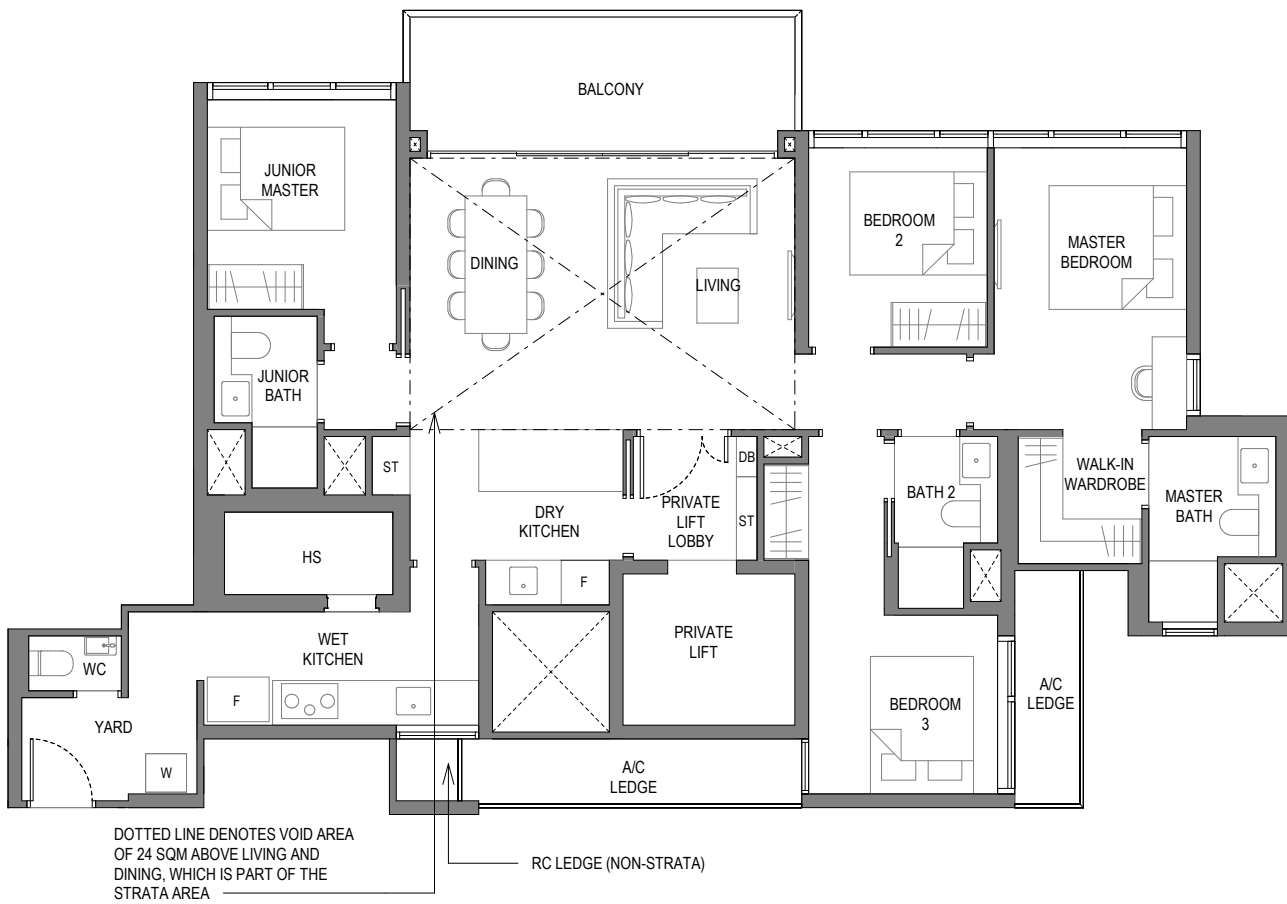 BALCONY
JUNIOR
MASTER
DINING
LIVING
BEDROOM
2
MASTER
BEDROOM
JUNIOR
BATH
ST
DRY
KITCHEN
PRIVATE
LIFT
LOBBY
DB
ST
BATH 2
WALK-IN
WARDROBE
MASTER
BATH
HS
F
WET
KITCHEN
PRIVATE
LIFT
WC
YARD
F
W
BEDROOM
3
A/C
LEDGE
A/C
LEDGE
DOTTED LINE DENOTES VOID AREA
OF 24 SQM ABOVE LIVING AND
DINING, WHICH IS PART OF THE
STRATA AREA
RC LEDGE (NON-STRATA)